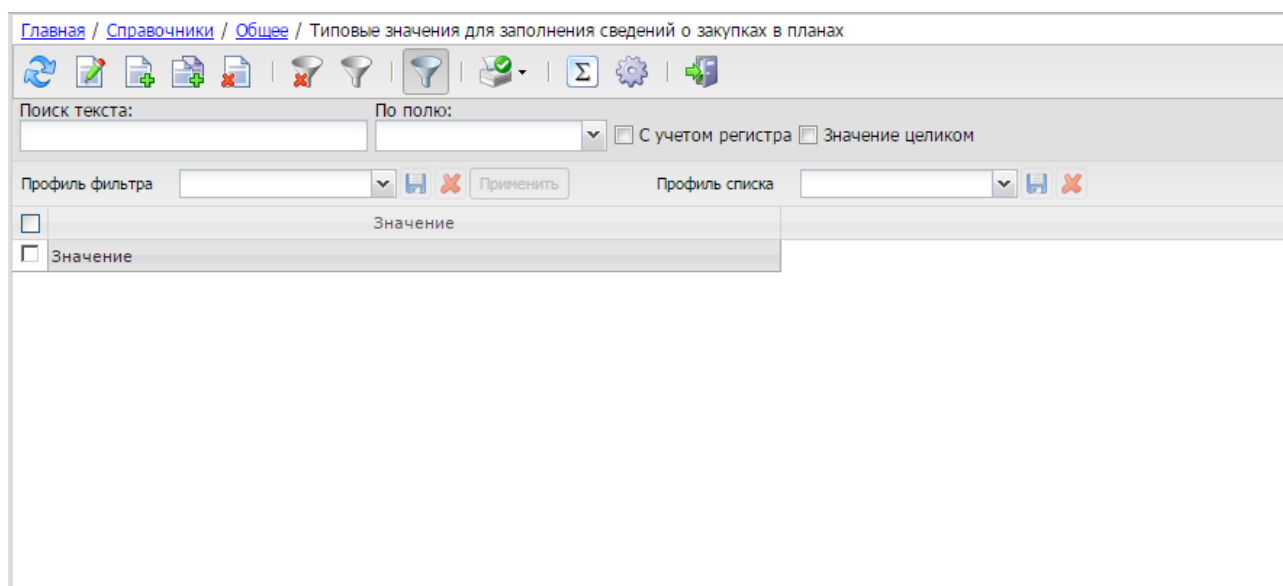 Главная / Справочники / Общее / Типовые значения для заполнения сведений о закупках в планах
Σ
Поиск текста: По полю:
С учетом регистра Значение целиком
Профиль фильтра Применить Профиль списка
Значение
Значение